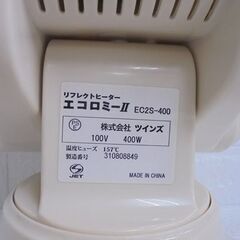 リフレクトヒーター
エコロミーⅡ EC2S-400
PS E
株式会社 ツインズ
100V 400W
温度ヒューズ 157℃
製造番号 310808849
JET
MADE IN CHINA